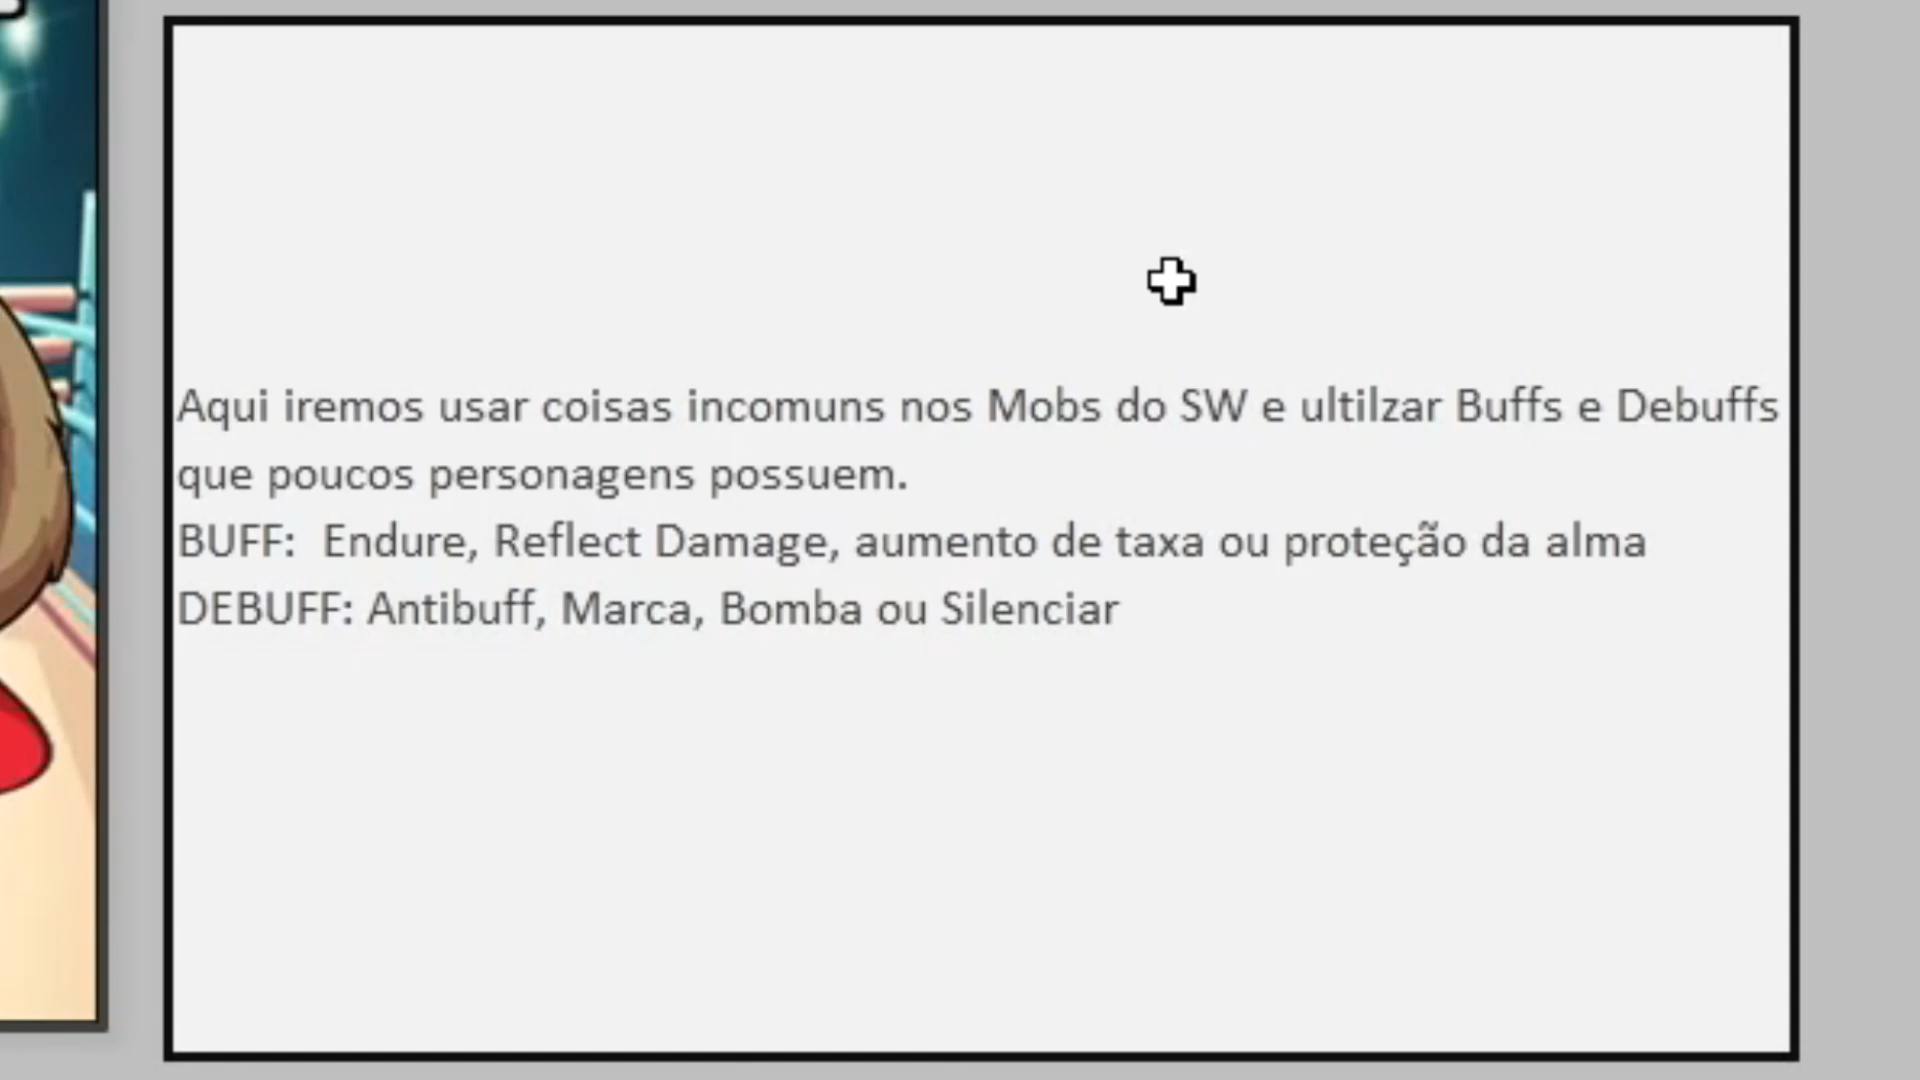 Aqui iremos usar coisas incomuns nos Mobs do SW e ultilzar Buffs e Debuffs
que poucos personagens possuem.
BUFF:  Endure, Reflect Damage, aumento de taxa ou proteção da alma
DEBUFF: Antibuff, Marca, Bomba ou Silenciar